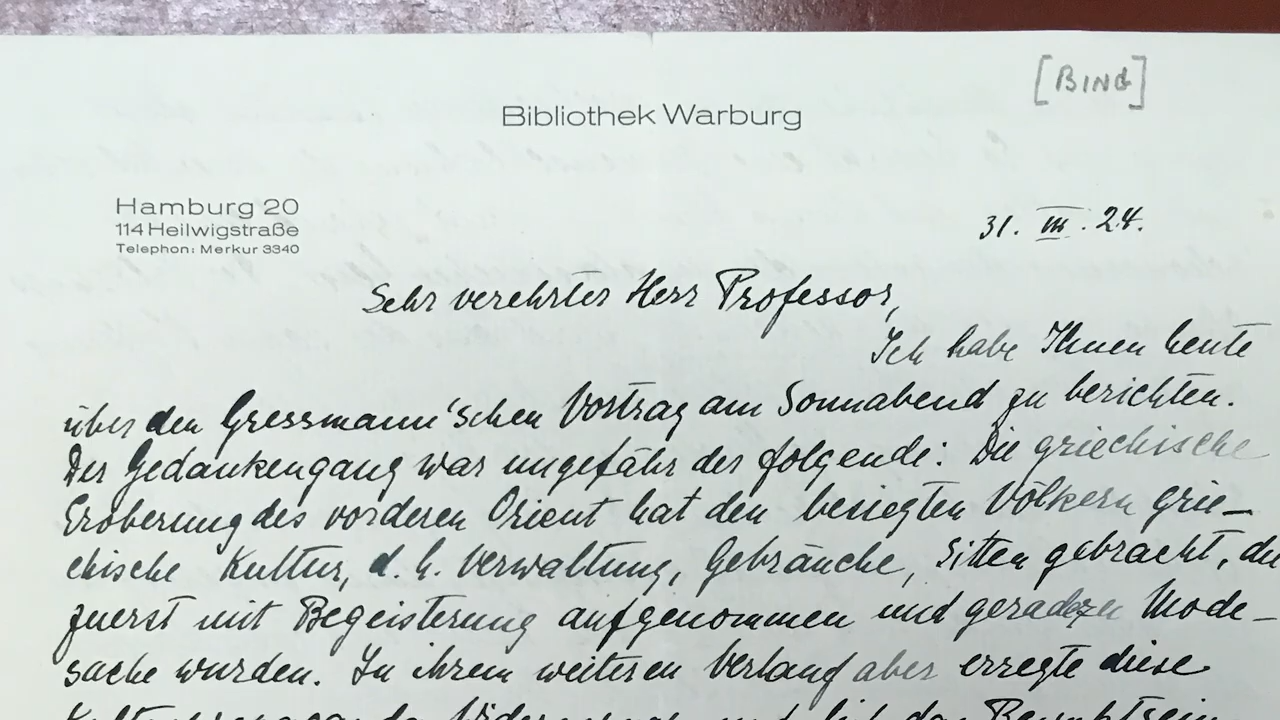 [BING]
Bibliothek Warburg
Hamburg 20
114 Heilwigstraße
Telephon: Merkur 3340
31. III. 24.
Sehr verehrter Herr Professor,
Ich habe Ihnen heute
über den Gressmann'schen Vortrag am Sonnabend zu berichten.
Der Gedankengang war ungefähr der folgende: Die griechische
Eroberung des vorderen Orient hat den besiegten Völkern grie-
chische Kultur, d. h. Verwaltung, Gebräuche, Sitten gebracht, die
zuerst mit Begeisterung aufgenommen und geradezu Mode-
sache wurden. In ihrem weiteren Verlauf aber erregte diese